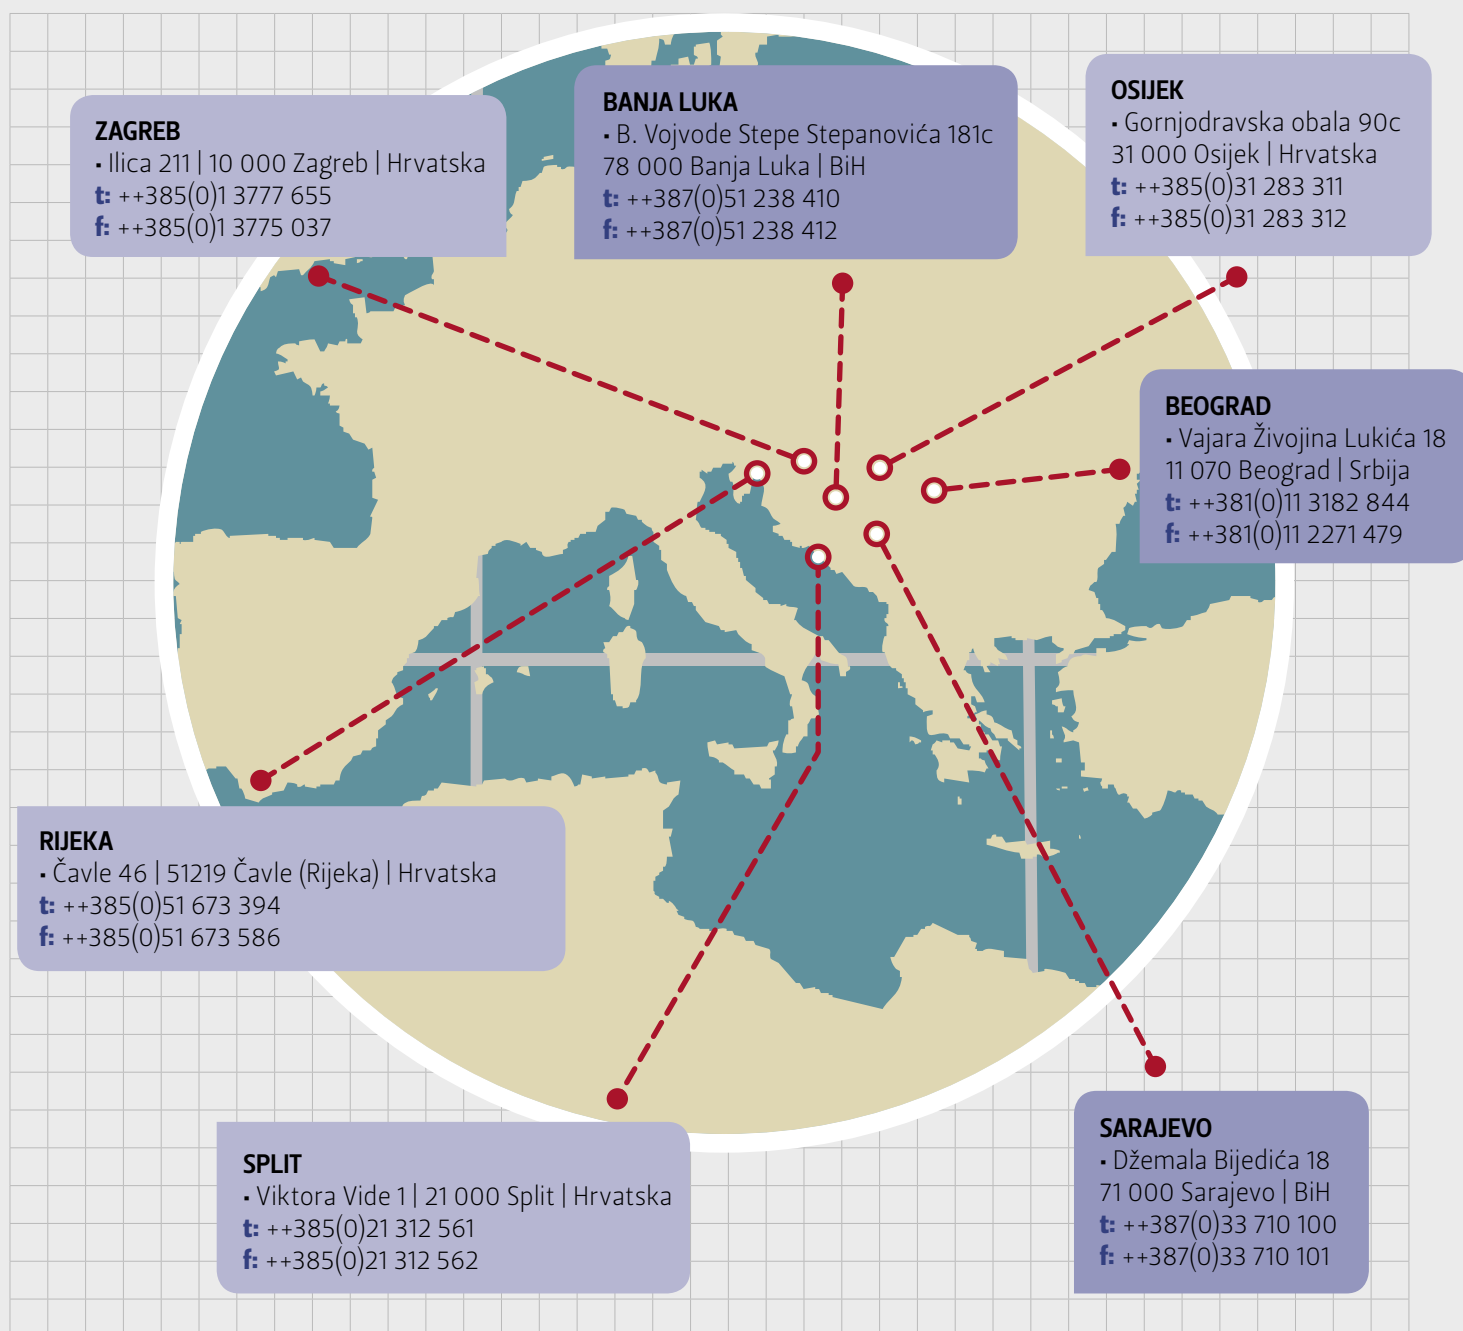 ZAGREB
▪ Ilica 211 | 10 000 Zagreb | Hrvatska
t: ++385(0)1 3777 655
f: ++385(0)1 3775 037
BANJA LUKA
▪ B. Vojvode Stepe Stepanovića 181c
78 000 Banja Luka | BiH
t: ++387(0)51 238 410
f: ++387(0)51 238 412
OSIJEK
▪ Gornjodravska obala 90c
31 000 Osijek | Hrvatska
t: ++385(0)31 283 311
f: ++385(0)31 283 312
BEOGRAD
▪ Vajara Živojina Lukića 18
11 070 Beograd | Srbija
t: ++381(0)11 3182 844
f: ++381(0)11 2271 479
RIJEKA
▪ Čavle 46 | 51219 Čavle (Rijeka) | Hrvatska
t: ++385(0)51 673 394
f: ++385(0)51 673 586
SPLIT
▪ Viktora Vide 1 | 21 000 Split | Hrvatska
t: ++385(0)21 312 561
f: ++385(0)21 312 562
SARAJEVO
▪ Džemala Bijedića 18
71 000 Sarajevo | BiH
t: ++387(0)33 710 100
f: ++387(0)33 710 101